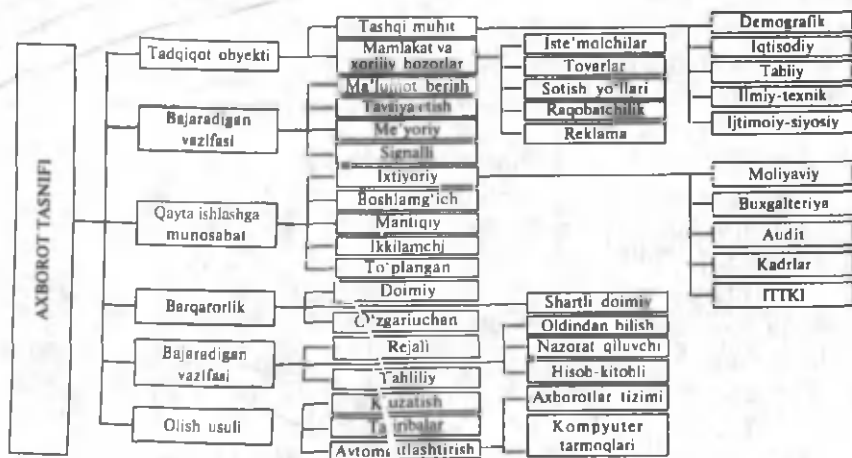 AXBOROT TASNIFI
Tadqiqot obyekti
Tashqi muhit
Mamlakat va
xorijiy bozorlar
Demografik
Iqtisodiy
Tabiiy
Ilmiy-texnik
Ijtimoiy-siyosiy
Iste'molchilar
Tovarlar
Sotish yo'llari
Raqobatchilik
Reklama
Bajaradigan
vazifasi
Ma'lumot berish
Tavsiya etish
Me'yoriy
Signalli
Qayta ishlashga
munosabat
Ixtiyoriy
Boshlamg'ich
Mantiqiy
Ikkilamchj
To'plangan
Moliyaviy
Buxgalteriya
Audit
Kadrlar
ITTKI
Barqarorlik
Doimiy
O'zgariuchan
Shartli doimiy
Bajaradigan
vazifasi
Rejali
Tahliliy
Oldindan bilish
Nazorat qiluvchi
Hisob-kitobli
Olish usuli
Kuzatish
Tajribalar
Avtomatlashtirish
Axborotlar tizimi
Kompyuter
tarmoqlari